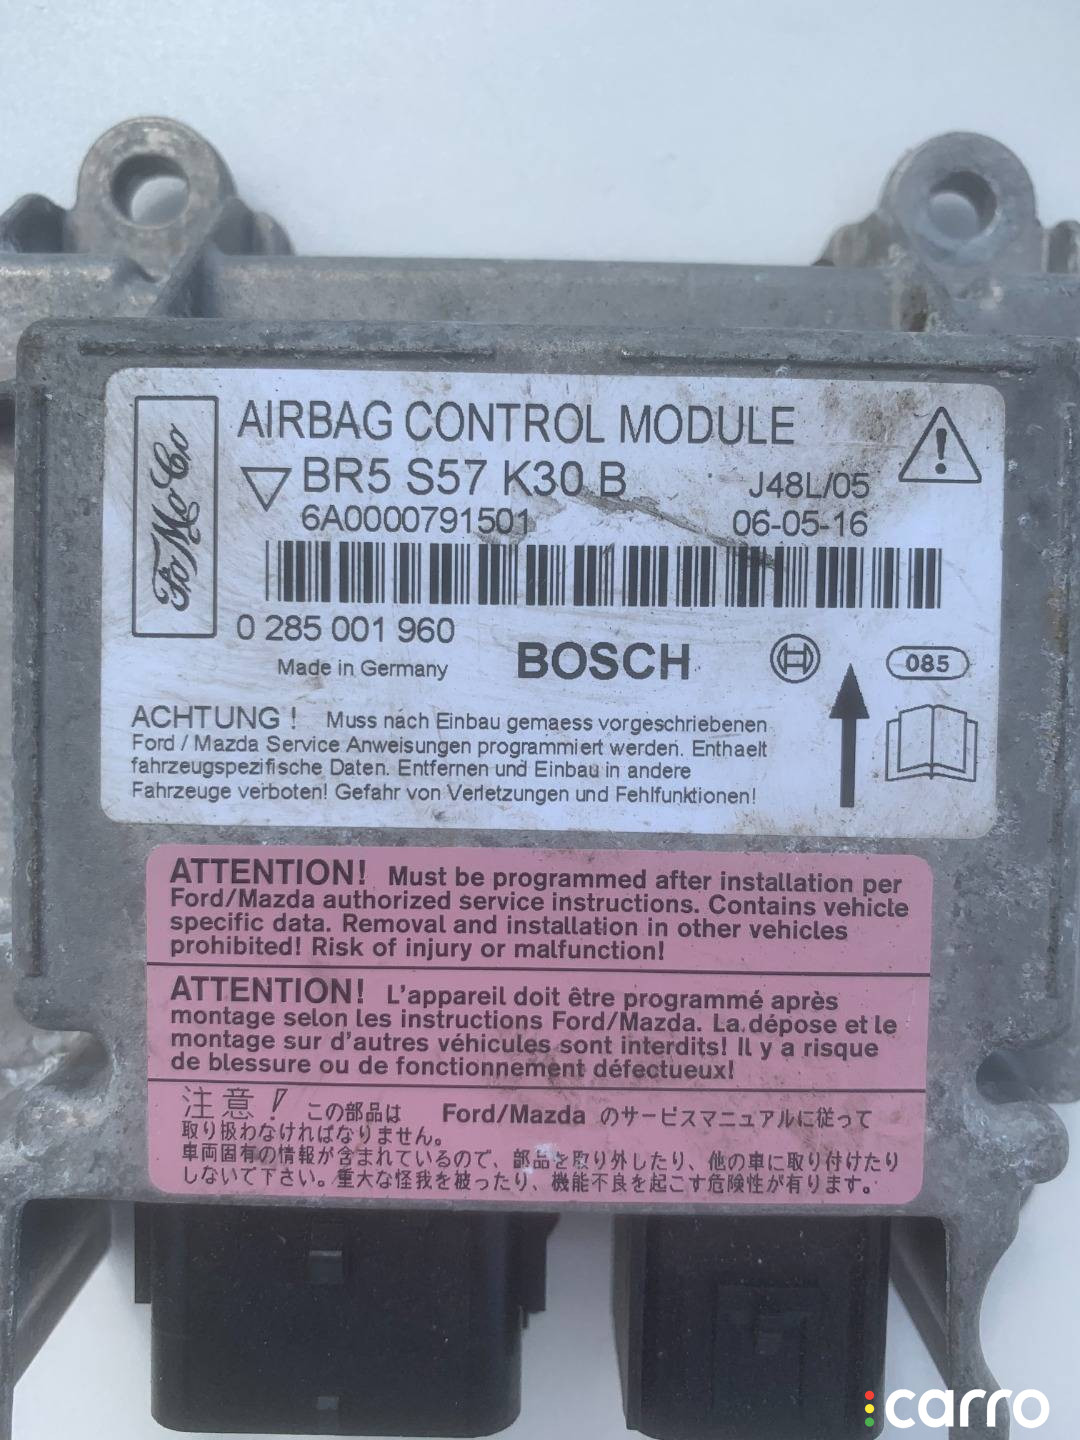 FoMoCo
AIRBAG CONTROL MODULE
BR5 S57 K30 B
J48L/05
6A0000791501
06-05-16
0 285 001 960
Made in Germany
BOSCH
085
ACHTUNG ! Muss nach Einbau gemaess vorgeschriebenen
Ford / Mazda Service Anweisungen programmiert werden. Enthaelt
fahrzeugspezifische Daten. Entfernen und Einbau in andere
Fahrzeuge verboten! Gefahr von Verletzungen und Fehlfunktionen!
ATTENTION! Must be programmed after installation per
Ford/Mazda authorized service instructions. Contains vehicle
specific data. Removal and installation in other vehicles
prohibited! Risk of injury or malfunction!
ATTENTION! L'appareil doit être programmé après
montage selon les instructions Ford/Mazda. La dépose et le
montage sur d'autres véhicules sont interdits! Il y a risque
de blessure ou de fonctionnement défectueux!
注意! この部品は Ford/Mazda のサービスマニュアルに従って
取り扱わなければなりません。
車両固有の情報が含まれているので、部品を取り外したり、他の車に取り付けたり
しないて下さい。重大な怪我を被ったり、機能不良を起こす危険性が有ります。
carro